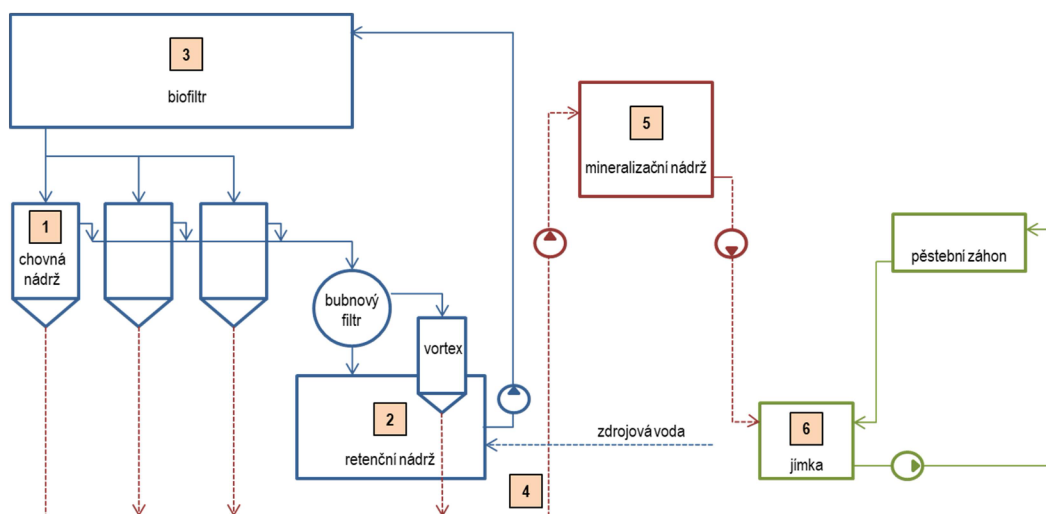 3
biofiltr
5
mineralizační nádrž
1
chovná
nádrž
pěstební záhon
bubnový
filtr
vortex
2
retenční nádrž
zdrojová voda
6
jímka
4